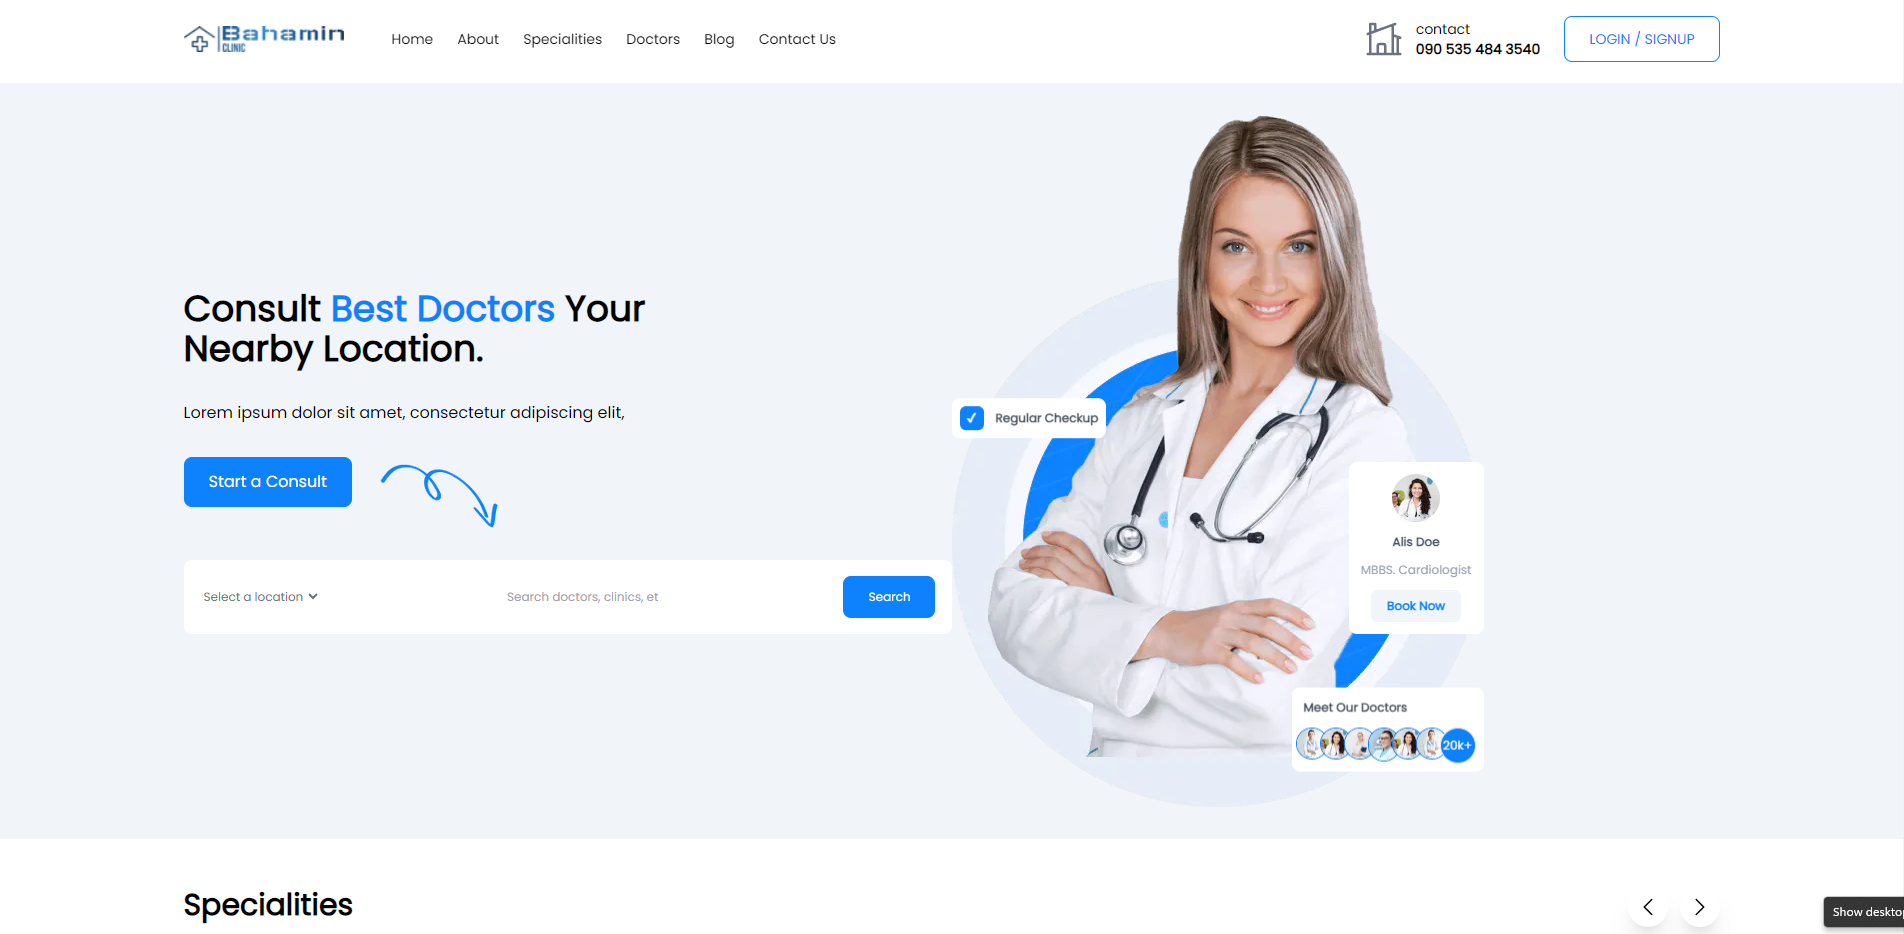 Bahamin
CLINIC
Home
About
Specialities
Doctors
Blog
Contact Us
contact
090 535 484 3540
LOGIN / SIGNUP
Consult Best Doctors Your
Nearby Location.
Lorem ipsum dolor sit amet, consectetur adipiscing elit,
Start a Consult
Select a location
Search doctors, clinics, et
Search
Regular Checkup
Alis Doe
MBBS. Cardiologist
Book Now
Meet Our Doctors
20k+
Specialities
Show desktop